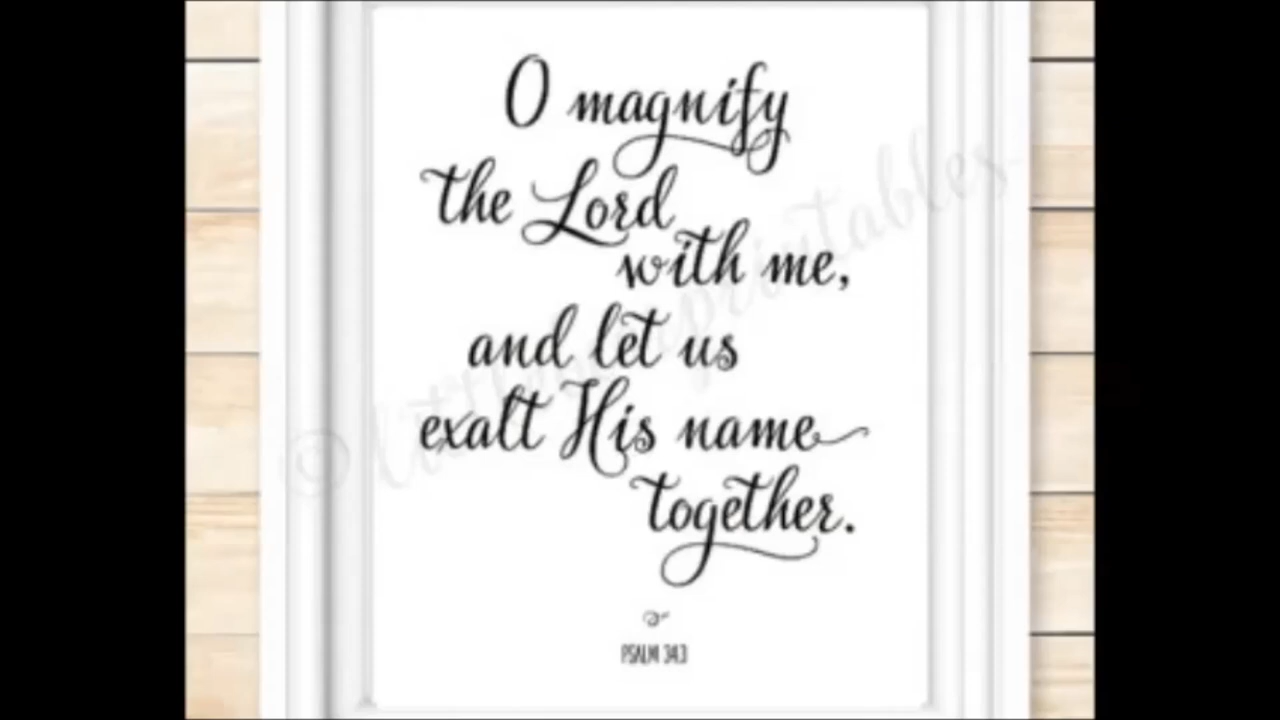 O magnify
the Lord
with me,
and let us
exalt His name
together.
PSALM 34:3